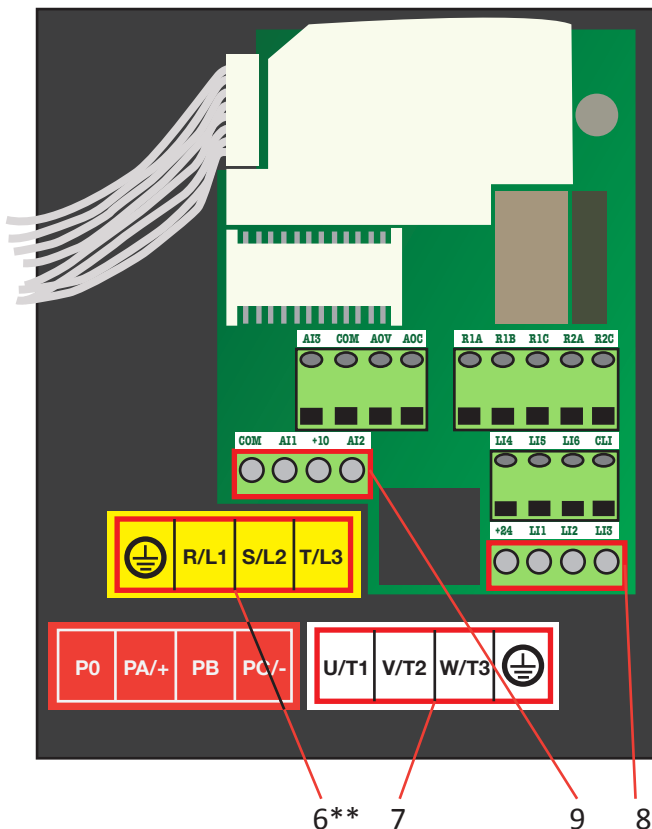 AI3 COM AOV AOC R1A R1B R1C R2A R2C
COM AI1 +10 AI2 LI4 LI5 LI6 CLI
+24 LI1 LI2 LI3
R/L1 S/L2 T/L3
P0 PA/+ PB PC/- U/T1 V/T2 W/T3
6** 7 9 8